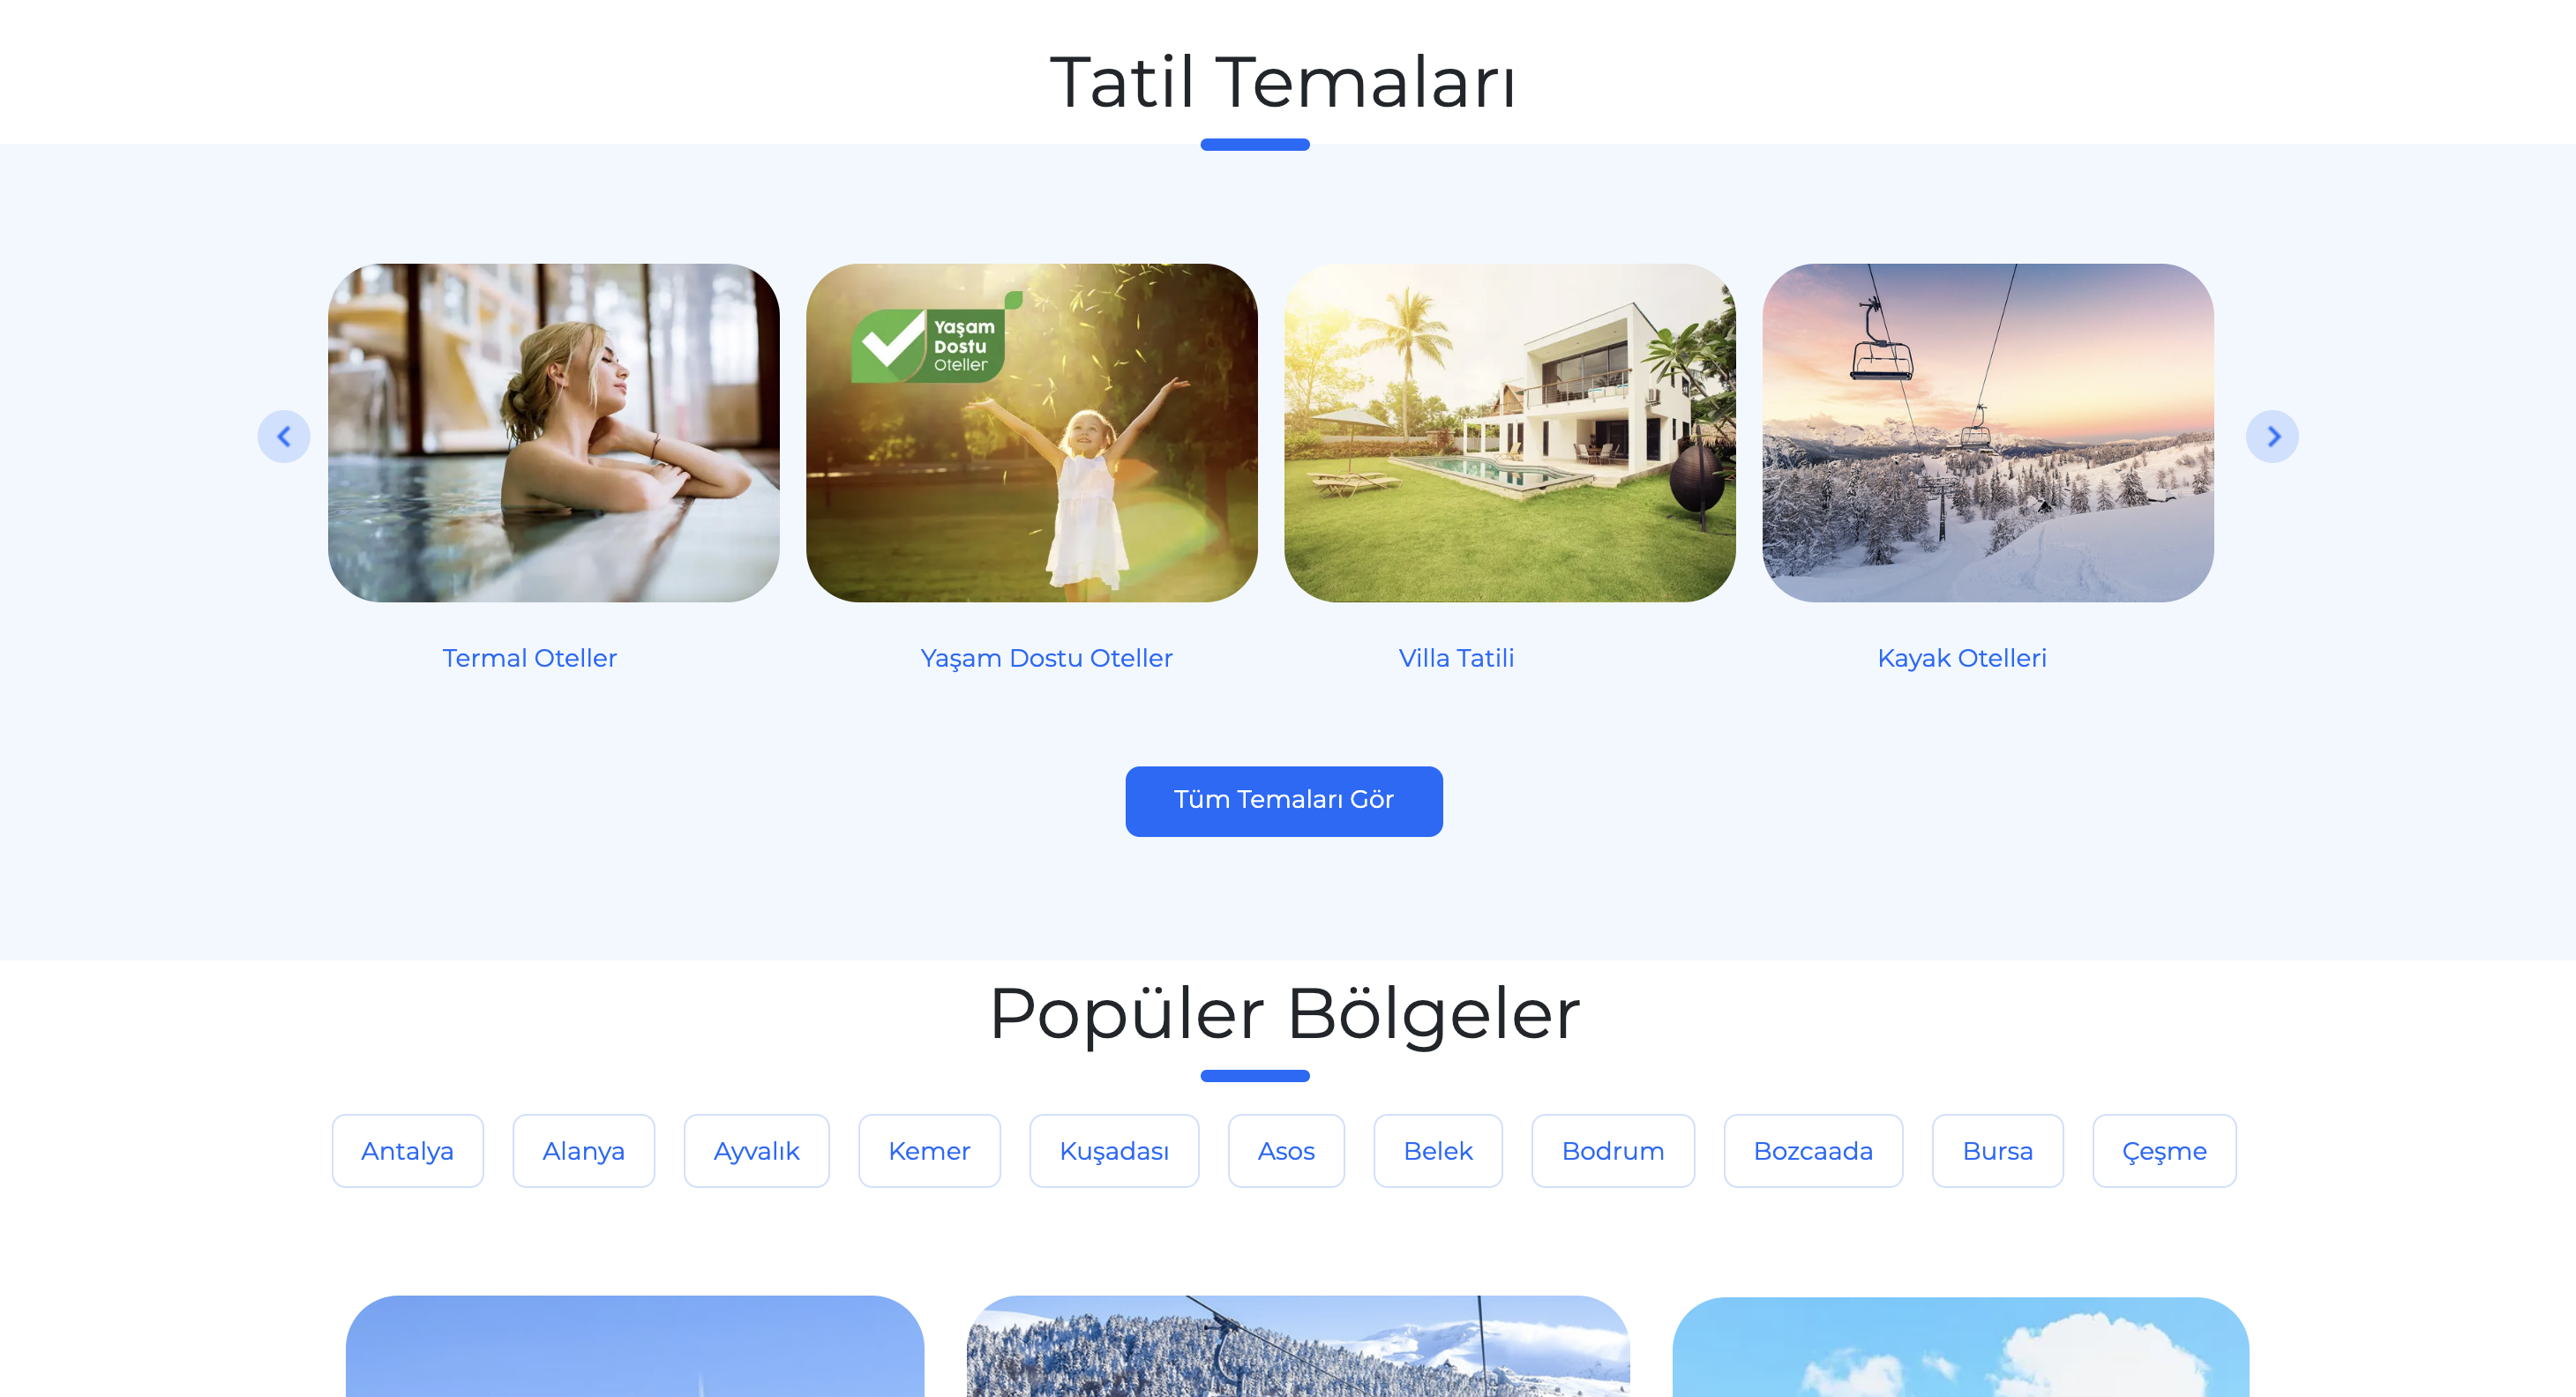 Tatil Temaları
Yaşam
Dostu
Oteller
Termal Oteller
Yaşam Dostu Oteller
Villa Tatili
Kayak Otelleri
Tüm Temaları Gör
Popüler Bölgeler
Antalya
Alanya
Ayvalık
Kemer
Kuşadası
Asos
Belek
Bodrum
Bozcaada
Bursa
Çeşme